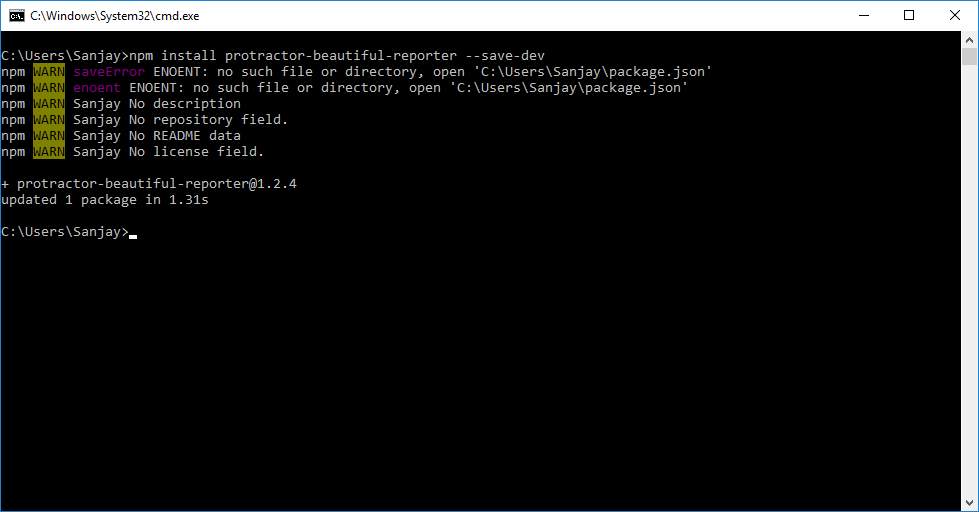 C:\Windows\System32\cmd.exe
C:\Users\Sanjay>npm install protractor-beautiful-reporter --save-dev
npm WARN saveError ENOENT: no such file or directory, open 'C:\Users\Sanjay\package.json'
npm WARN enoent ENOENT: no such file or directory, open 'C:\Users\Sanjay\package.json'
npm WARN Sanjay No description
npm WARN Sanjay No repository field.
npm WARN Sanjay No README data
npm WARN Sanjay No license field.
+ protractor-beautiful-reporter@1.2.4
updated 1 package in 1.31s
C:\Users\Sanjay>